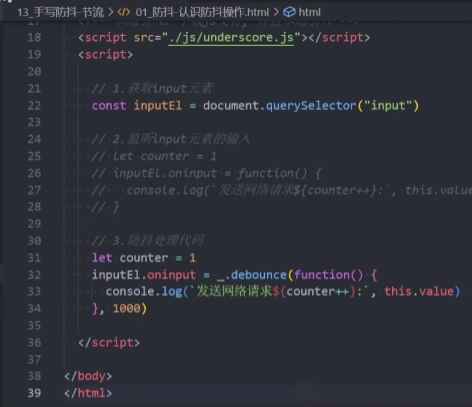 13_手写防抖-节流 > 01_防抖-认识防抖操作.html > html
18 <script src="./js/underscore.js"></script>
19 <script>
20
21 // 1.获取input元素
22 const inputEl = document.querySelector("input")
23
24 // 2.监听input元素的输入
25 // let counter = 1
26 // inputEl.oninput = function() {
27 //   console.log(`发送网络请求${counter++}:`, this.value
28 // }
29
30 // 3.防抖处理代码
31 let counter = 1
32 inputEl.oninput = _.debounce(function() {
33   console.log(`发送网络请求${counter++}:`, this.value)
34 }, 1000)
35
36 </script>
37
38 </body>
39 </html>